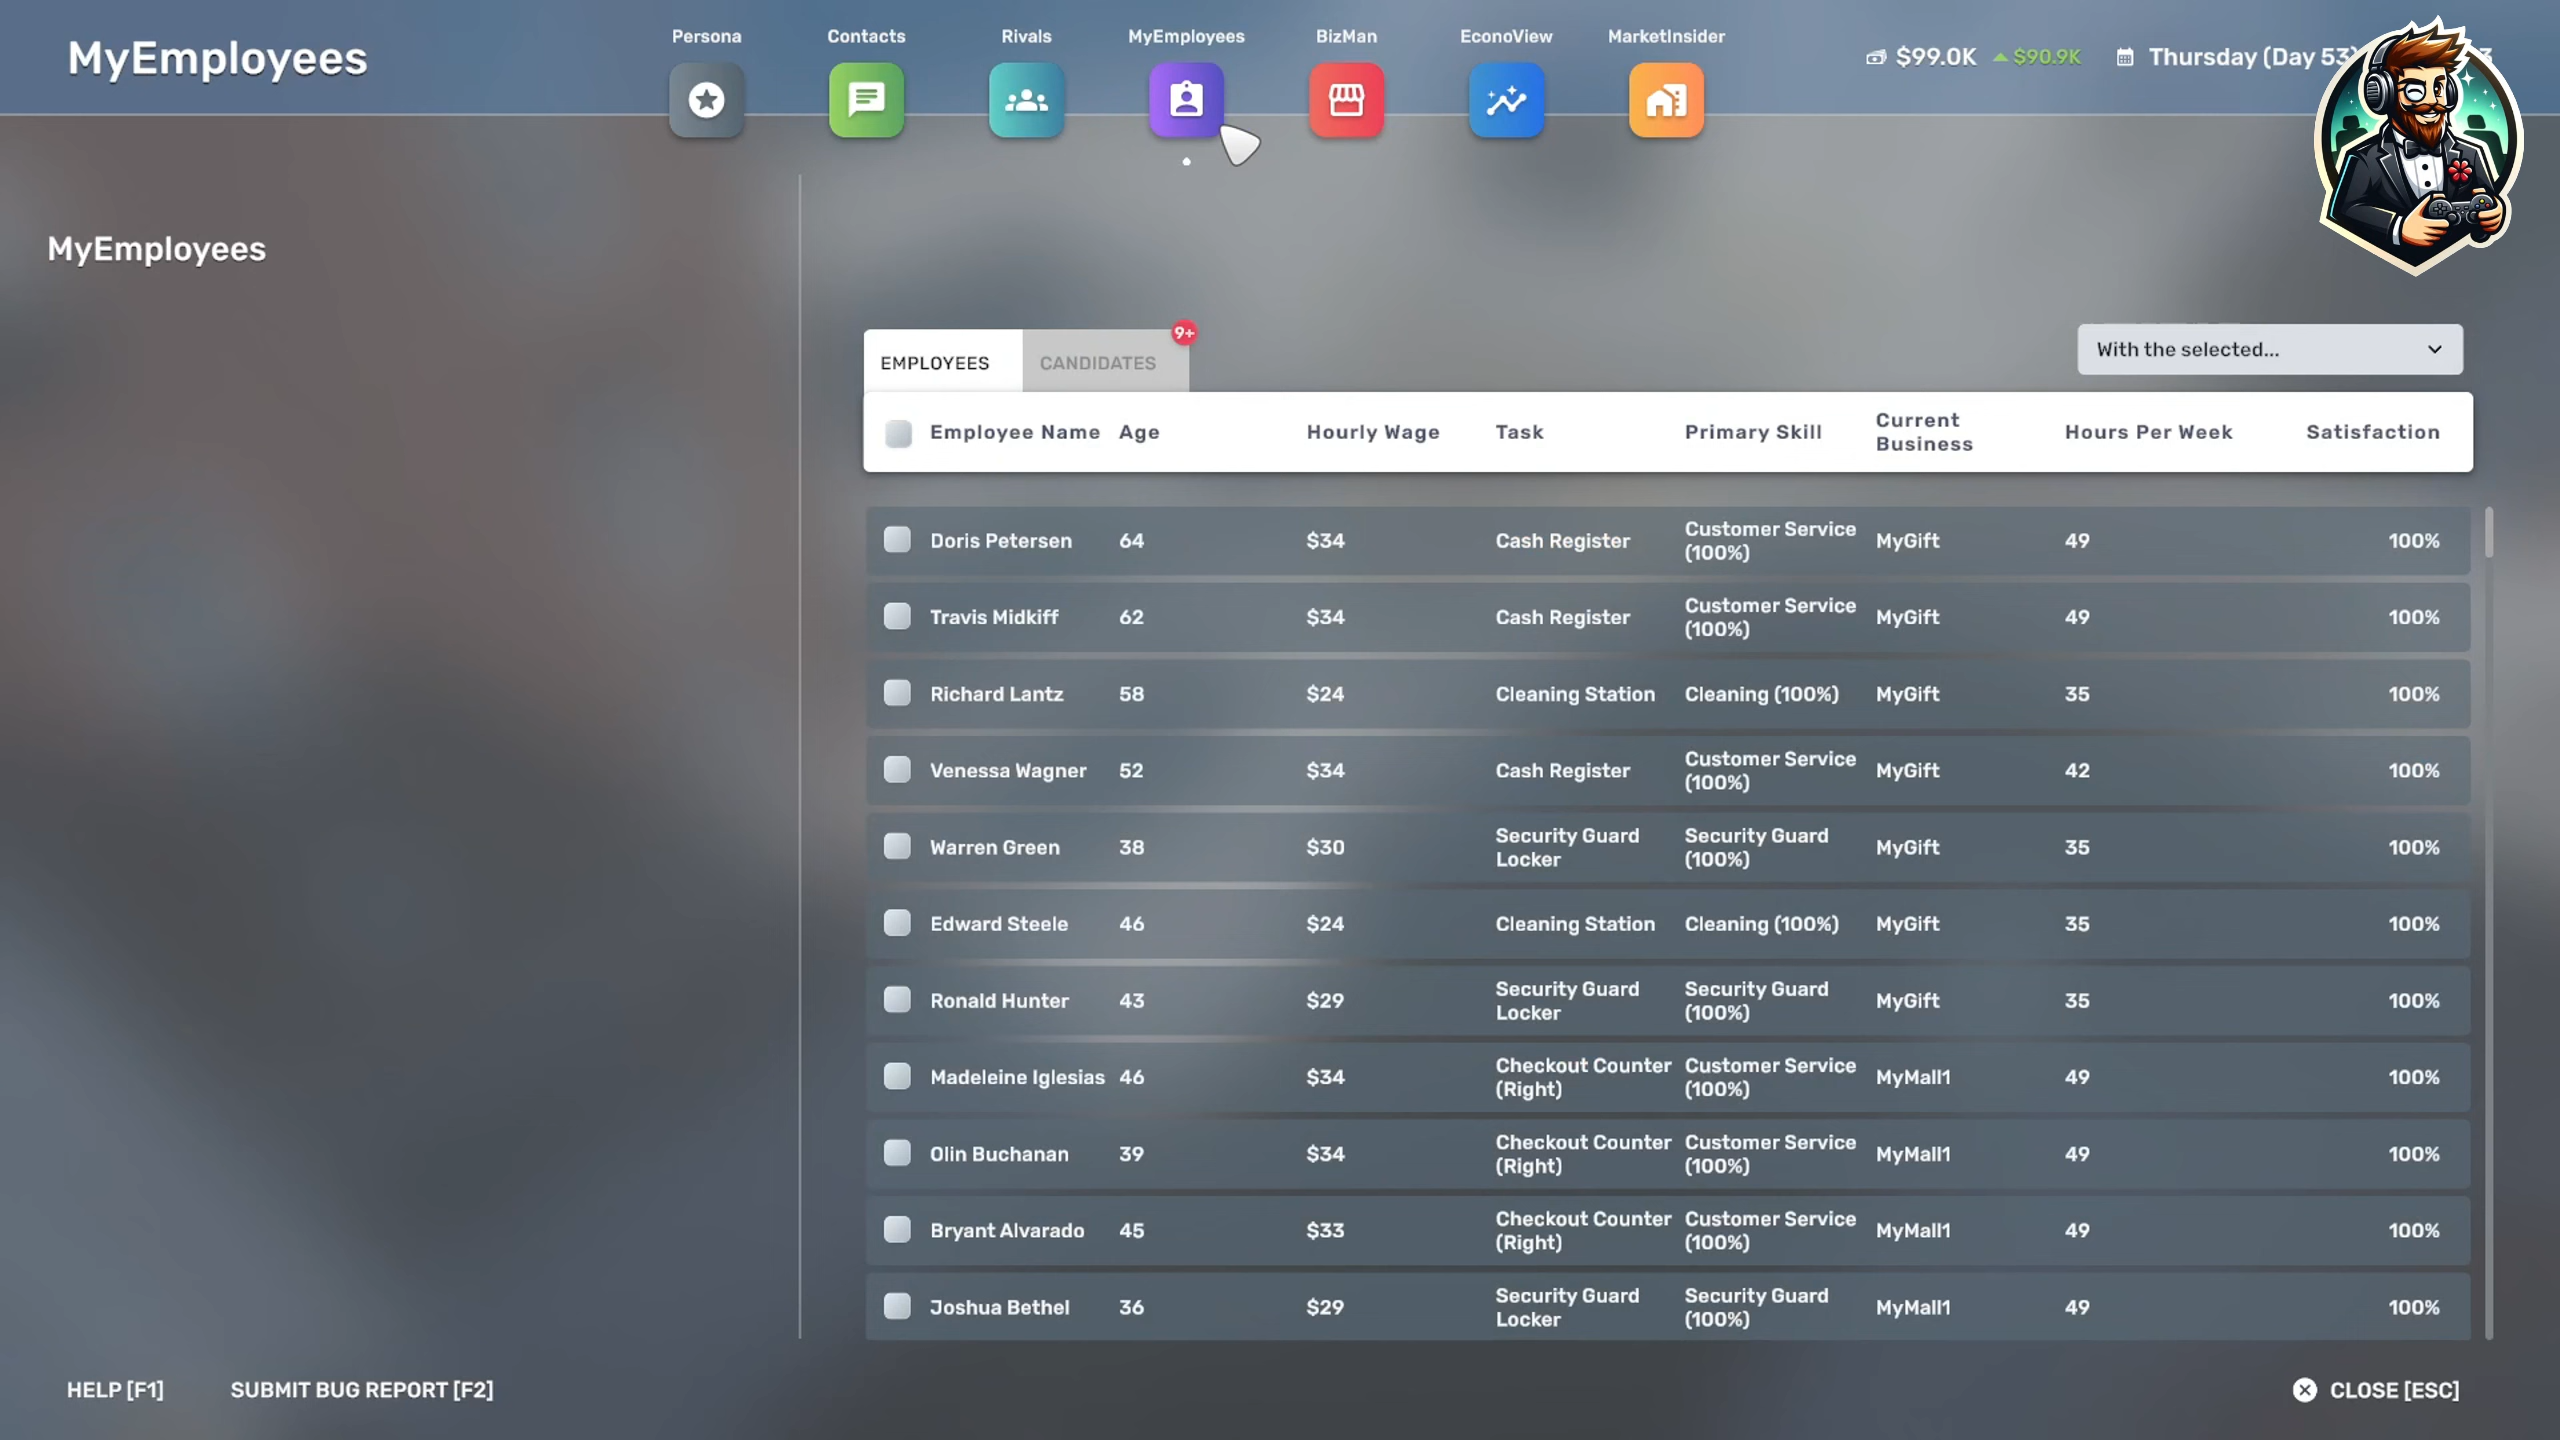 MyEmployees
Persona
Contacts
Rivals
MyEmployees
BizMan
EconoView
MarketInsider
$99.0K $90.9K Thursday (Day 53)
MyEmployees
EMPLOYEES CANDIDATES 9+
With the selected...
Employee Name Age Hourly Wage Task Primary Skill Current Business Hours Per Week Satisfaction
Doris Petersen 64 $34 Cash Register Customer Service (100%) MyGift 49 100%
Travis Midkiff 62 $34 Cash Register Customer Service (100%) MyGift 49 100%
Richard Lantz 58 $24 Cleaning Station Cleaning (100%) MyGift 35 100%
Venessa Wagner 52 $34 Cash Register Customer Service (100%) MyGift 42 100%
Warren Green 38 $30 Security Guard Locker Security Guard (100%) MyGift 35 100%
Edward Steele 46 $24 Cleaning Station Cleaning (100%) MyGift 35 100%
Ronald Hunter 43 $29 Security Guard Locker Security Guard (100%) MyGift 35 100%
Madeleine Iglesias 46 $34 Checkout Counter (Right) Customer Service (100%) MyMall1 49 100%
Olin Buchanan 39 $34 Checkout Counter (Right) Customer Service (100%) MyMall1 49 100%
Bryant Alvarado 45 $33 Checkout Counter (Right) Customer Service (100%) MyMall1 49 100%
Joshua Bethel 36 $29 Security Guard Locker Security Guard (100%) MyMall1 49 100%
HELP [F1] SUBMIT BUG REPORT [F2] CLOSE [ESC]